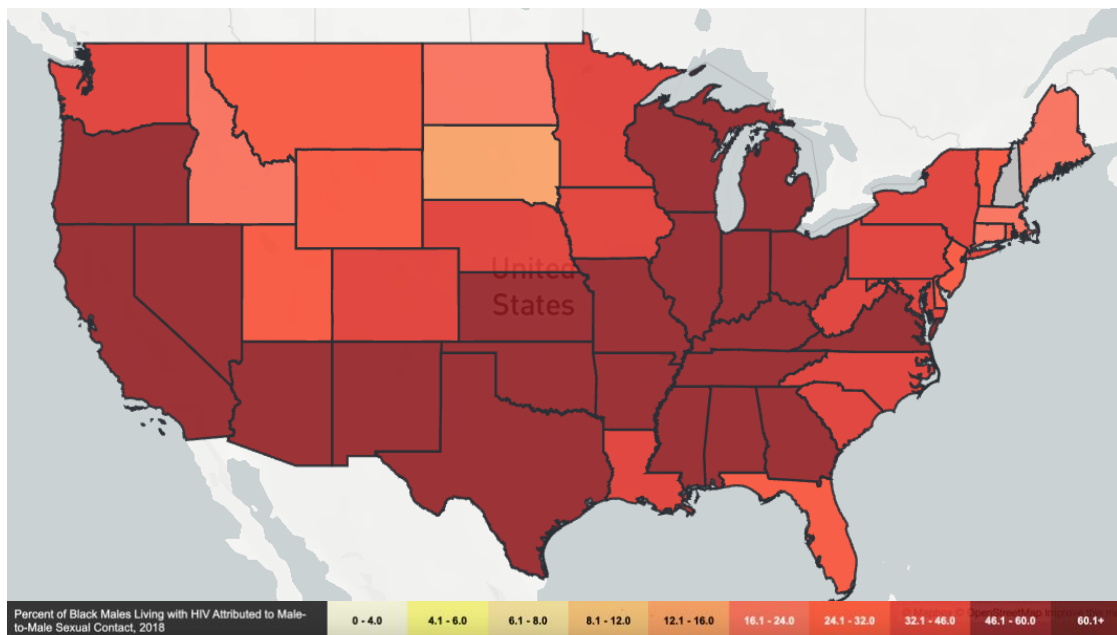 United
States
Percent of Black Males Living with HIV Attributed to Male-
to-Male Sexual Contact, 2018
0 - 4.0
4.1 - 6.0
6.1 - 8.0
8.1 - 12.0
12.1 - 16.0
16.1 - 24.0
24.1 - 32.0
32.1 - 46.0
46.1 - 60.0
60.1+
© Mapbox © OpenStreetMap Improve this